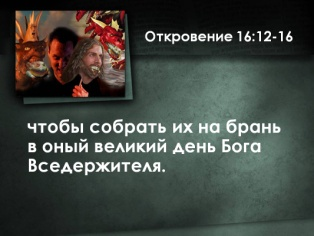 Откровение 16:12-16
чтобы собрать их на брань
в оный великий день Бога
Вседержителя.